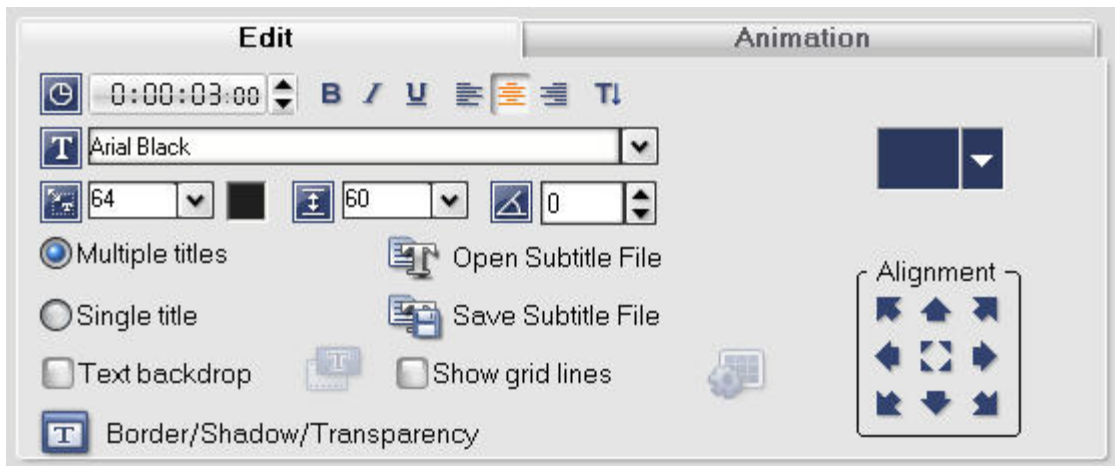 Edit Animation
0:00:03:00 B I U T
T Arial Black
T 64 60 0
Multiple titles T Open Subtitle File
Single title Save Subtitle File
Text backdrop T Show grid lines
T Border/Shadow/Transparency
Alignment